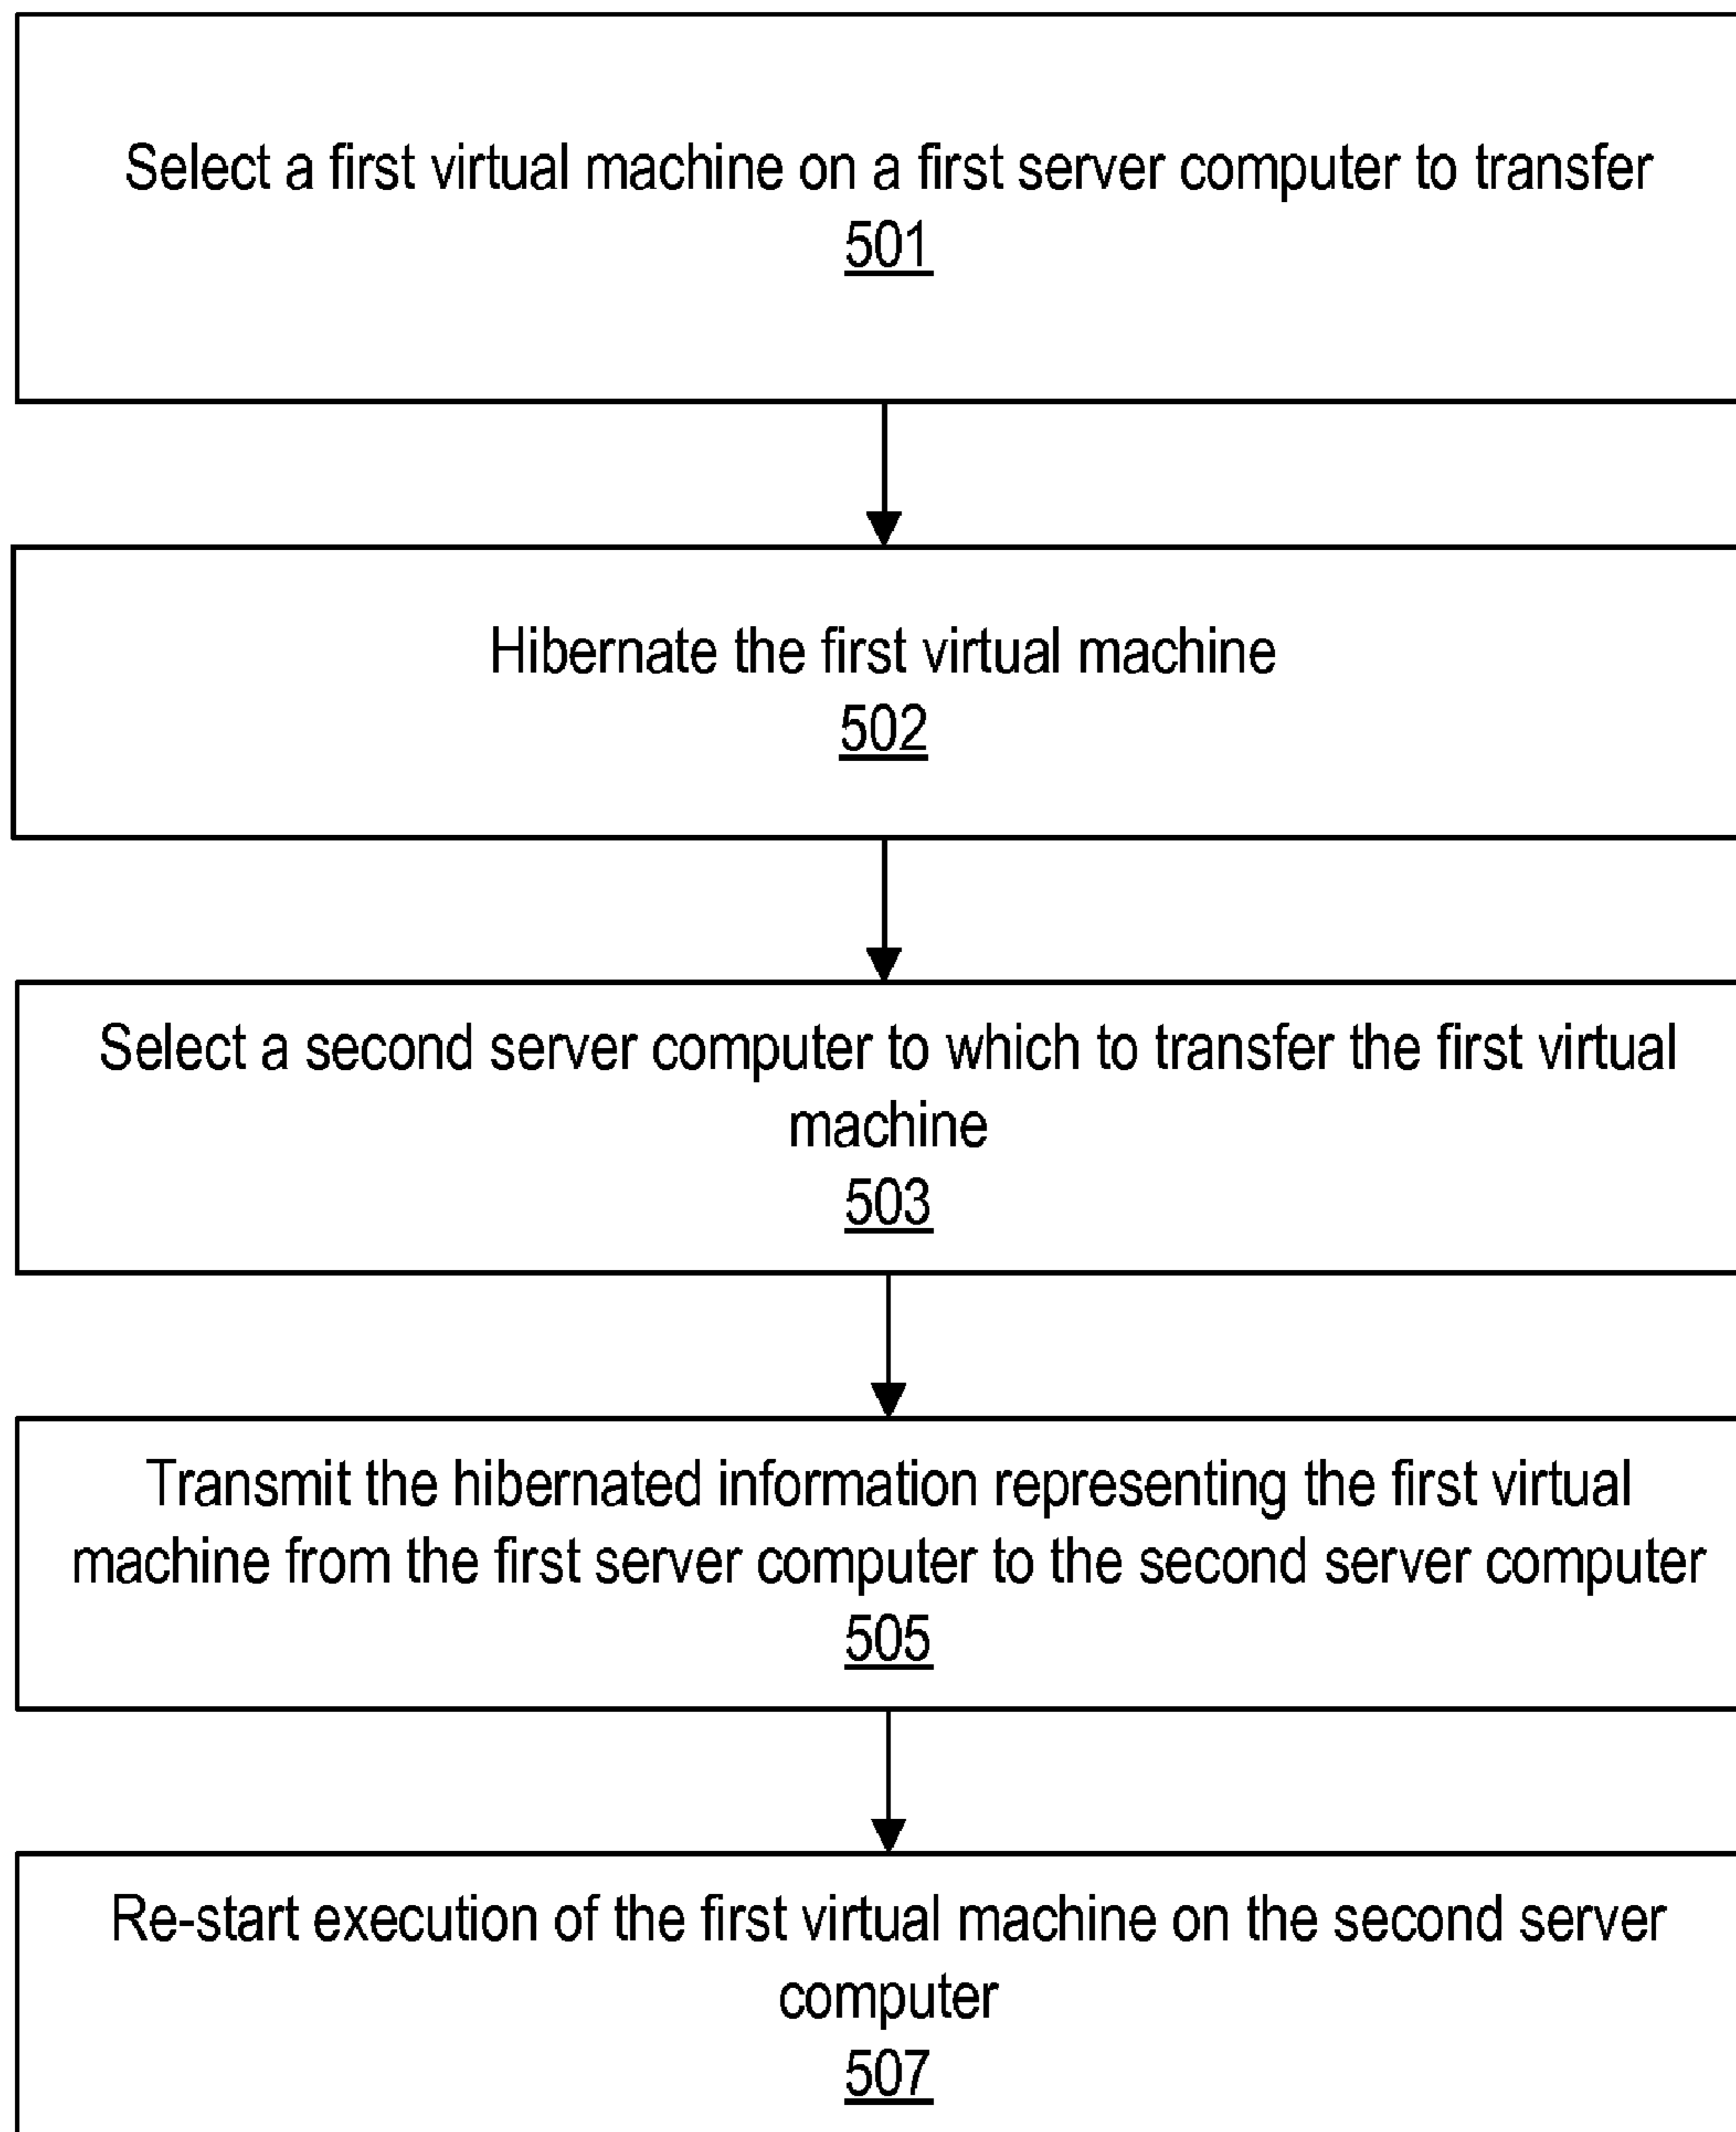 Select a first virtual machine on a first server computer to transfer
501
Hibernate the first virtual machine
502
Select a second server computer to which to transfer the first virtual
machine
503
Transmit the hibernated information representing the first virtual
machine from the first server computer to the second server computer
505
Re-start execution of the first virtual machine on the second server
computer
507